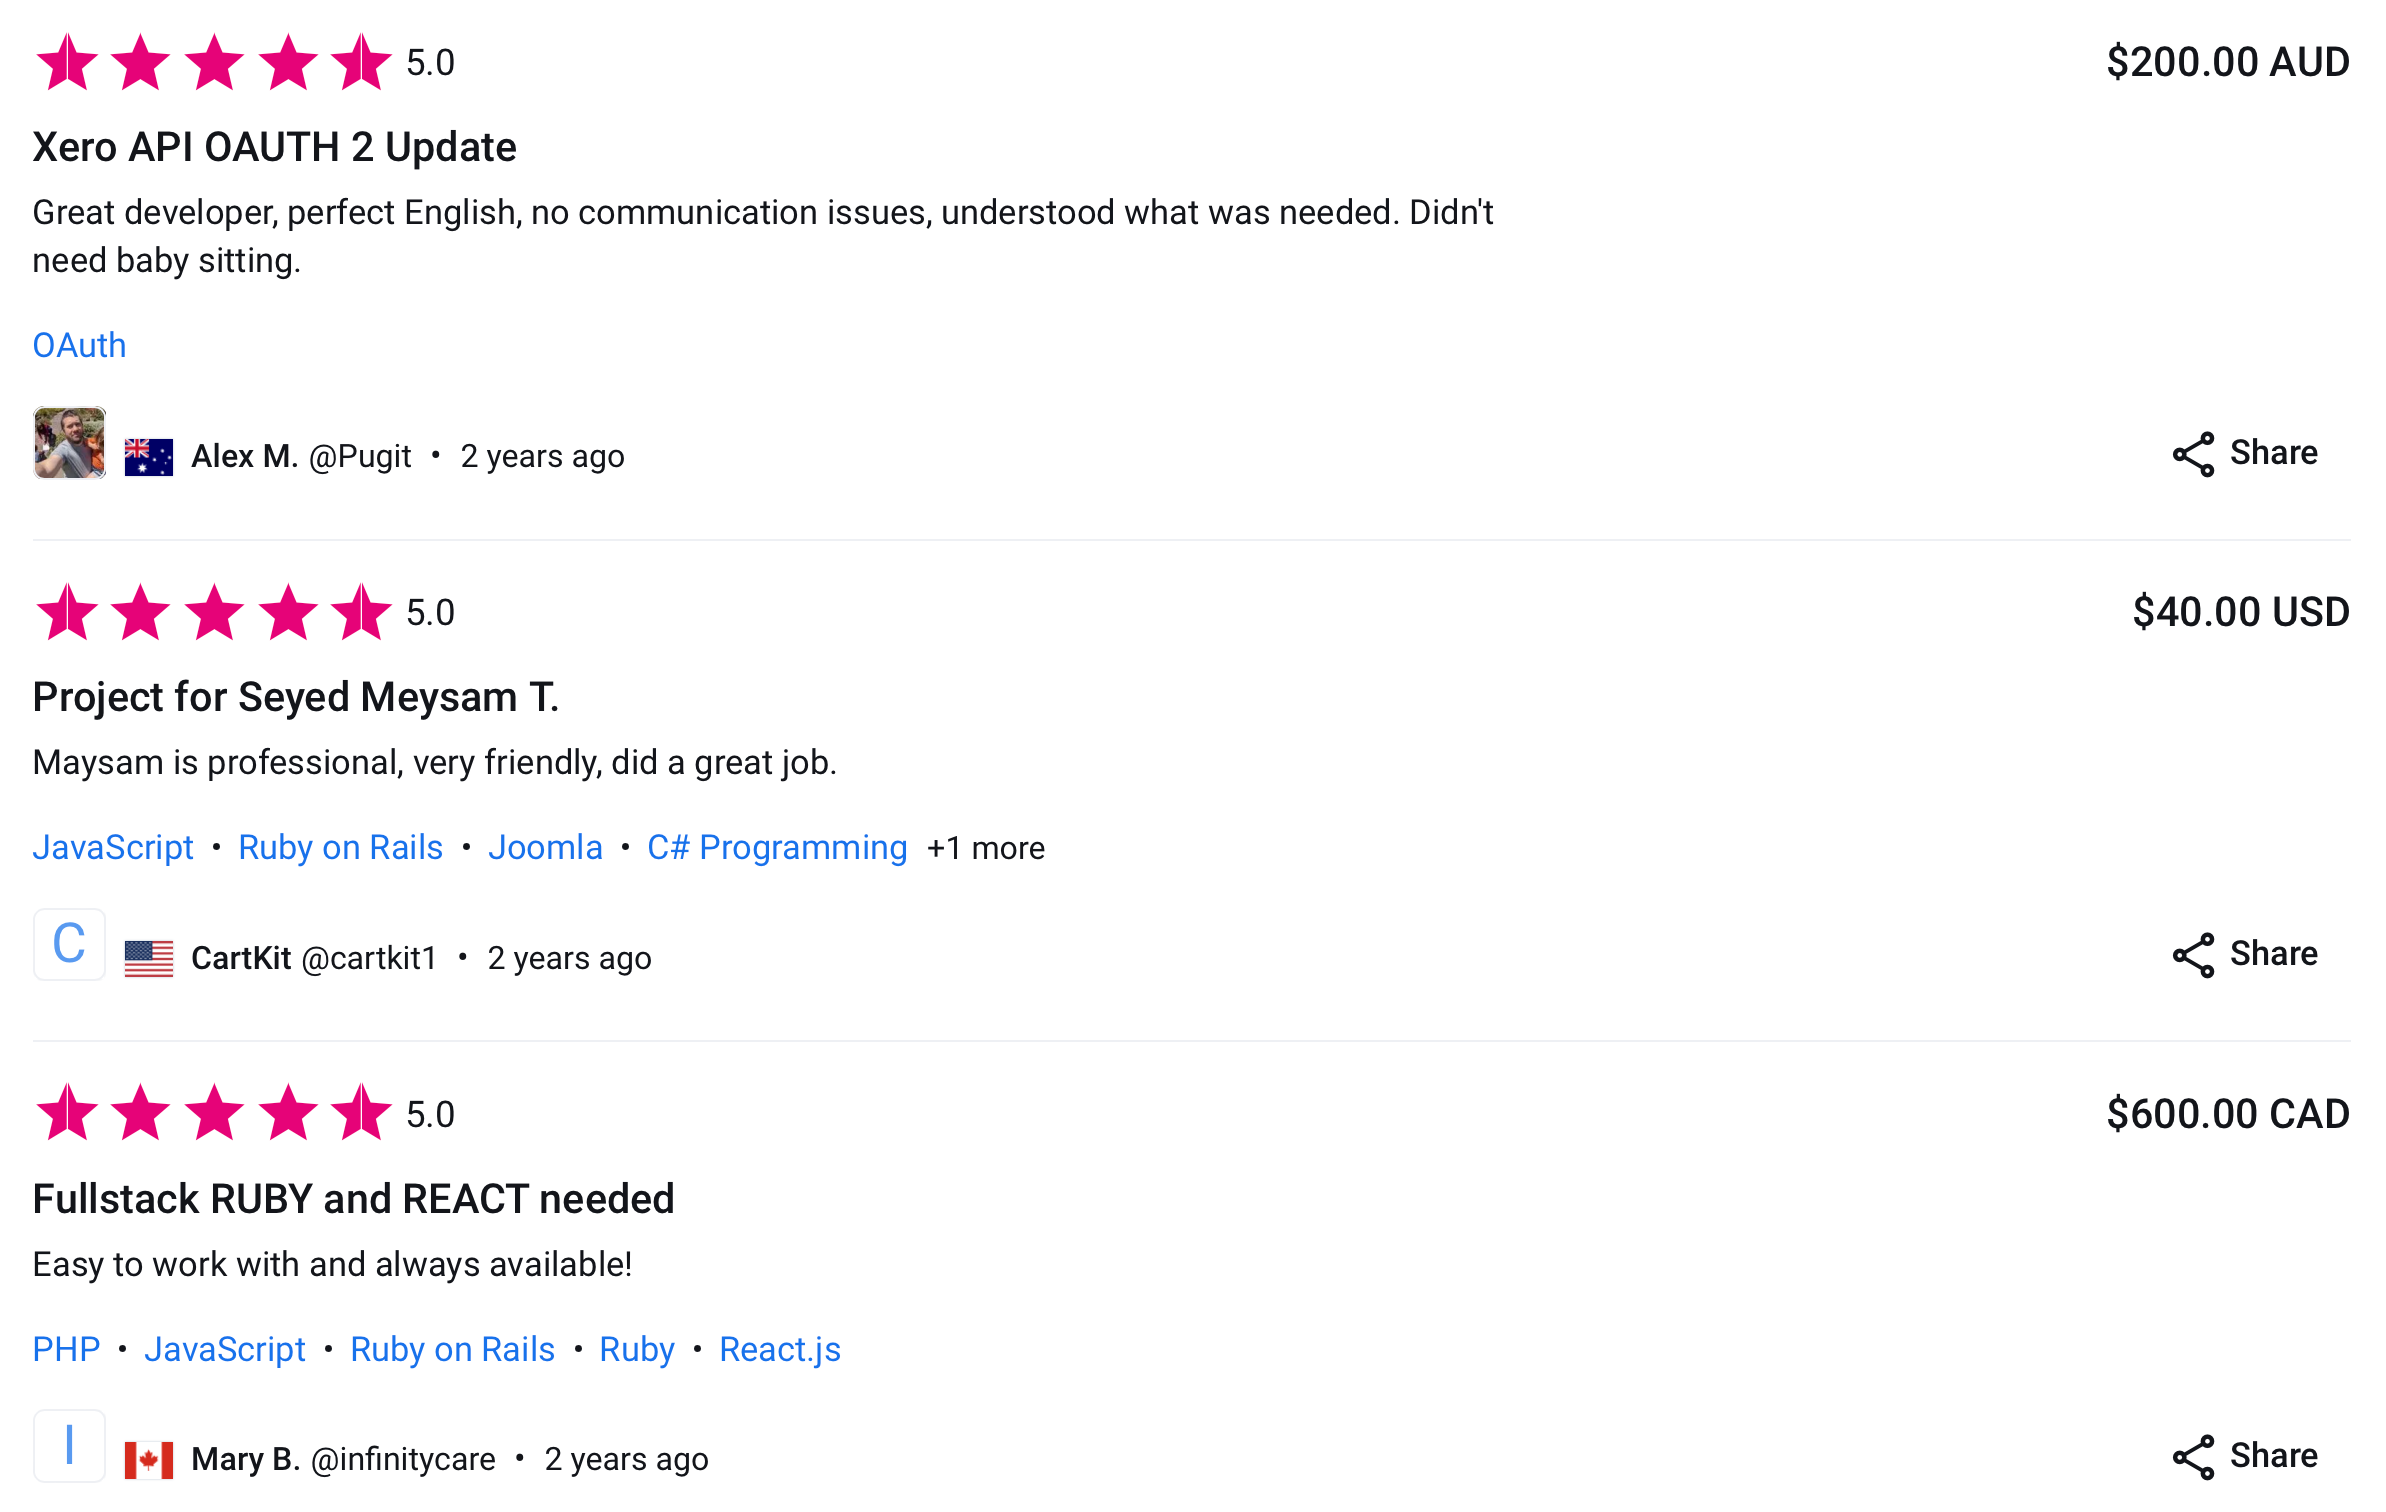 5.0
$200.00 AUD
Xero API OAUTH 2 Update
Great developer, perfect English, no communication issues, understood what was needed. Didn't
need baby sitting.
OAuth
Alex M. @Pugit • 2 years ago
Share
5.0
$40.00 USD
Project for Seyed Meysam T.
Maysam is professional, very friendly, did a great job.
JavaScript • Ruby on Rails • Joomla • C# Programming +1 more
C
CartKit @cartkit1 • 2 years ago
Share
5.0
$600.00 CAD
Fullstack RUBY and REACT needed
Easy to work with and always available!
PHP • JavaScript • Ruby on Rails • Ruby • React.js
I
Mary B. @infinitycare • 2 years ago
Share